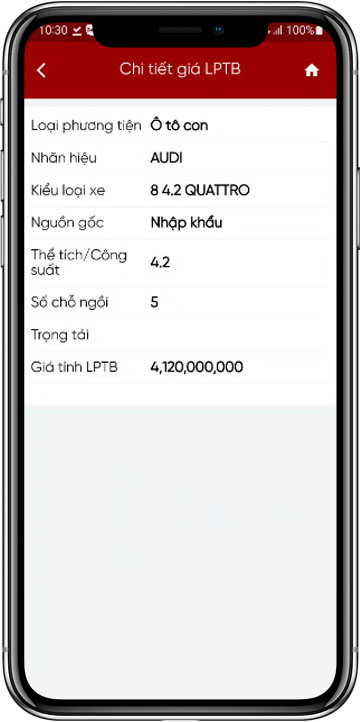 10:30 100%
Chi tiết giá LPTB
Loại phương tiện Ô tô con
Nhãn hiệu AUDI
Kiểu loại xe 8 4.2 QUATTRO
Nguồn gốc Nhập khẩu
Thể tích/Công
suất 4.2
Số chỗ ngồi 5
Trọng tải
Giá tính LPTB 4,120,000,000